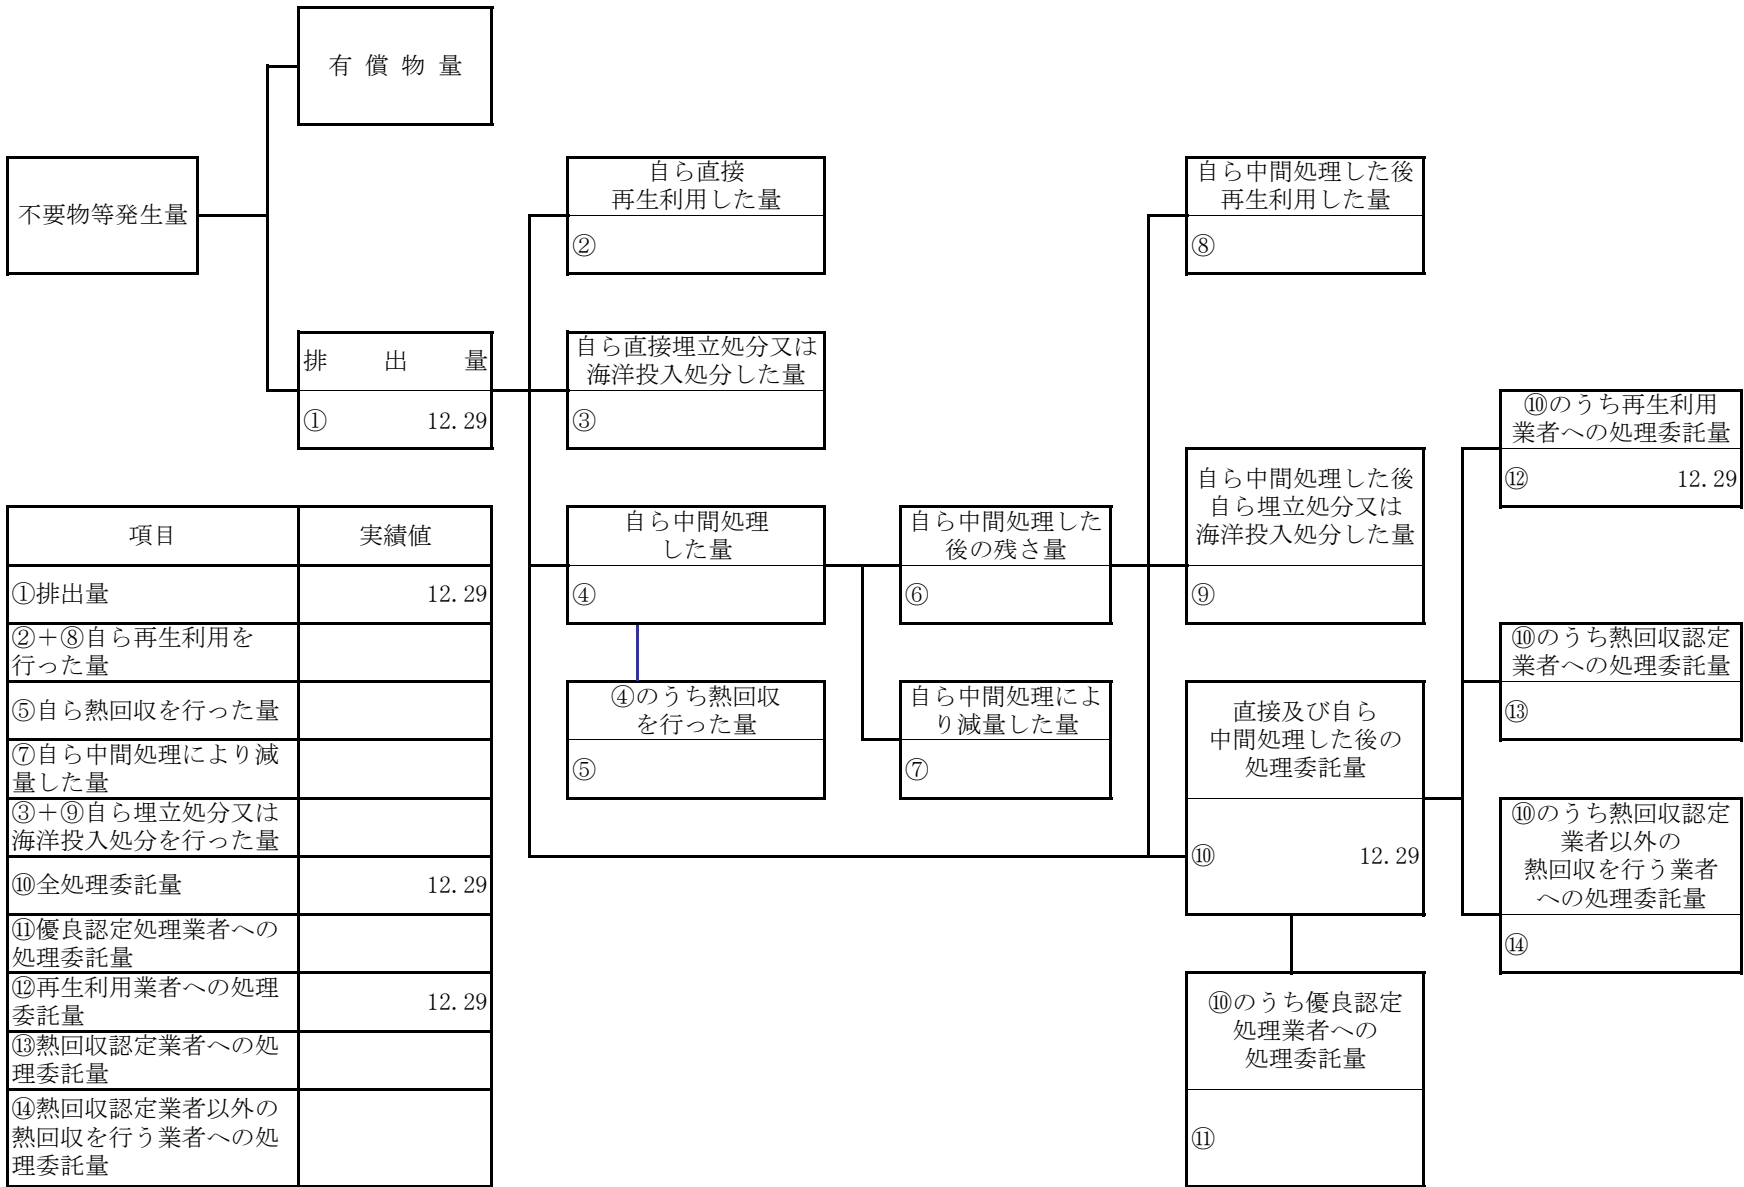 有償物量
不要物等発生量
排出量
① 12.29
自ら直接
再生利用した量
②
自ら直接埋立処分又は
海洋投入処分した量
③
自ら中間処理
した量
④
④のうち熱回収
を行った量
⑤
自ら中間処理した
後の残さ量
⑥
自ら中間処理によ
り減量した量
⑦
自ら中間処理した後
再生利用した量
⑧
自ら中間処理した後
自ら埋立処分又は
海洋投入処分した量
⑨
直接及び自ら
中間処理した後の
処理委託量
⑩ 12.29
⑩のうち優良認定
処理業者への
処理委託量
⑪
⑩のうち再生利用
業者への処理委託量
⑫ 12.29
⑩のうち熱回収認定
業者への処理委託量
⑬
⑩のうち熱回収認定
業者以外の
熱回収を行う業者
への処理委託量
⑭
項目 実績値
①排出量 12.29
②＋⑧自ら再生利用を
行った量
⑤自ら熱回収を行った量
⑦自ら中間処理により減
量した量
③＋⑨自ら埋立処分又は
海洋投入処分を行った量
⑩全処理委託量 12.29
⑪優良認定処理業者への
処理委託量
⑫再生利用業者への処理
委託量 12.29
⑬熱回収認定業者への処
理委託量
⑭熱回収認定業者以外の
熱回収を行う業者への処
理委託量